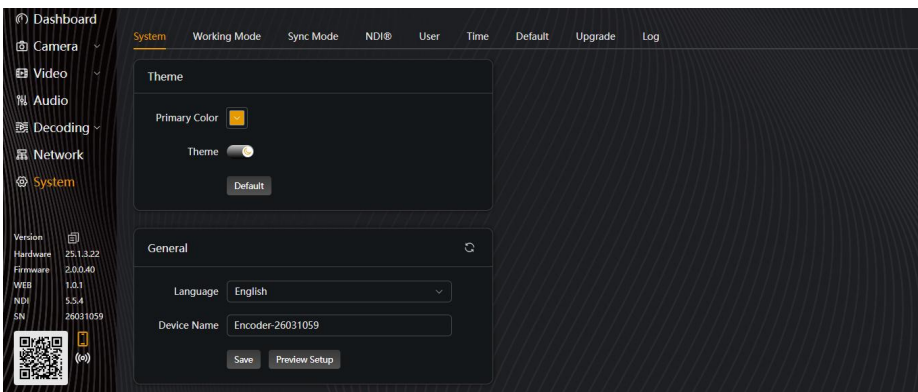 Dashboard
Camera
Video
Audio
Decoding
Network
System
Version
Hardware 25.1.3.22
Firmware 2.0.0.40
WEB 1.0.1
NDI 5.5.4
SN 26031059
System Working Mode Sync Mode NDI® User Time Default Upgrade Log
Theme
Primary Color
Theme
Default
General
Language English
Device Name Encoder-26031059
Save Preview Setup